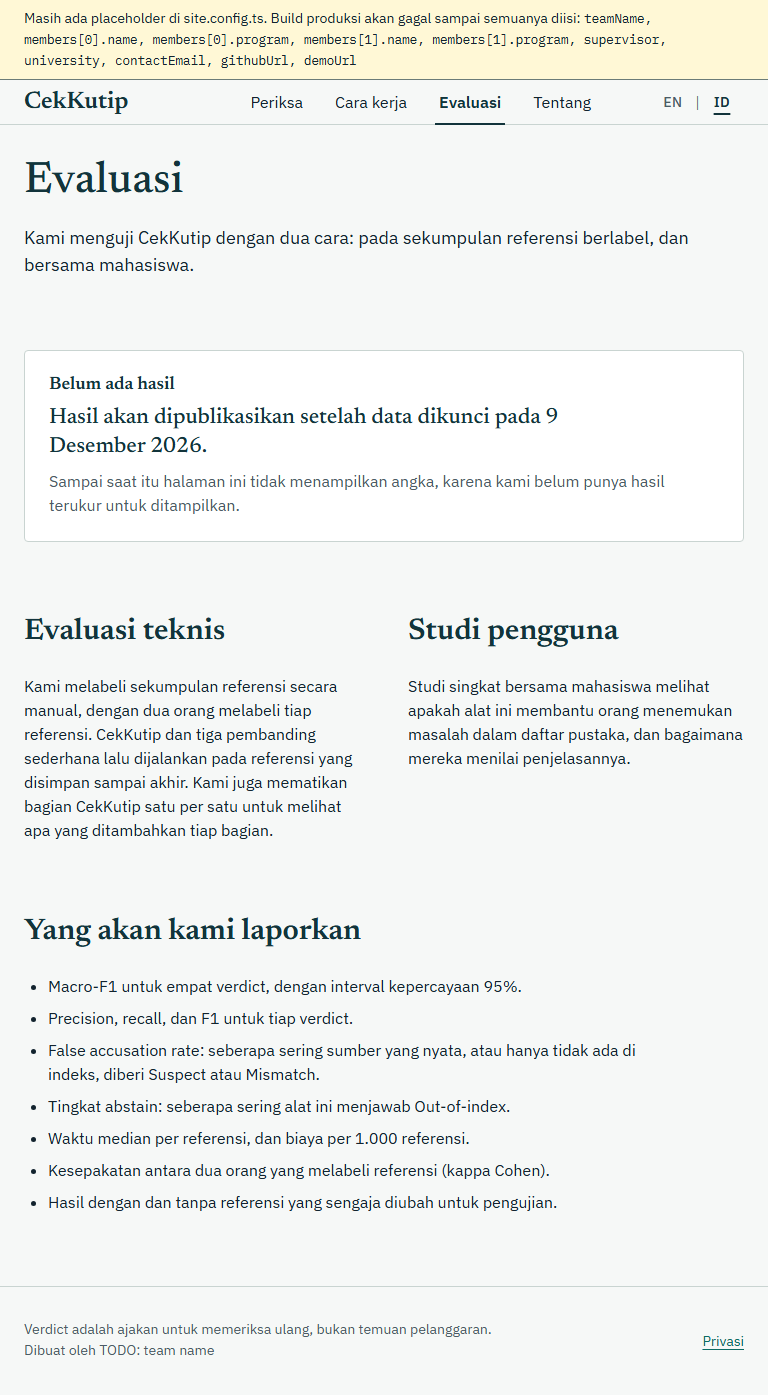 Masih ada placeholder di site.config.ts. Build produksi akan gagal sampai semuanya diisi: teamName,
members[0].name, members[0].program, members[1].name, members[1].program, supervisor,
university, contactEmail, githubUrl, demoUrl
CekKutip
Periksa
Cara kerja
Evaluasi
Tentang
EN | ID
Evaluasi
Kami menguji CekKutip dengan dua cara: pada sekumpulan referensi berlabel, dan
bersama mahasiswa.
Belum ada hasil
Hasil akan dipublikasikan setelah data dikunci pada 9
Desember 2026.
Sampai saat itu halaman ini tidak menampilkan angka, karena kami belum punya hasil
terukur untuk ditampilkan.
Evaluasi teknis
Kami melabeli sekumpulan referensi secara
manual, dengan dua orang melabeli tiap
referensi. CekKutip dan tiga pembanding
sederhana lalu dijalankan pada referensi yang
disimpan sampai akhir. Kami juga mematikan
bagian CekKutip satu per satu untuk melihat
apa yang ditambahkan tiap bagian.
Studi pengguna
Studi singkat bersama mahasiswa melihat
apakah alat ini membantu orang menemukan
masalah dalam daftar pustaka, dan bagaimana
mereka menilai penjelasannya.
Yang akan kami laporkan
• Macro-F1 untuk empat verdict, dengan interval kepercayaan 95%.
• Precision, recall, dan F1 untuk tiap verdict.
• False accusation rate: seberapa sering sumber yang nyata, atau hanya tidak ada di
indeks, diberi Suspect atau Mismatch.
• Tingkat abstain: seberapa sering alat ini menjawab Out-of-index.
• Waktu median per referensi, dan biaya per 1.000 referensi.
• Kesepakatan antara dua orang yang melabeli referensi (kappa Cohen).
• Hasil dengan dan tanpa referensi yang sengaja diubah untuk pengujian.
Verdict adalah ajakan untuk memeriksa ulang, bukan temuan pelanggaran.
Dibuat oleh TODO: team name
Privasi